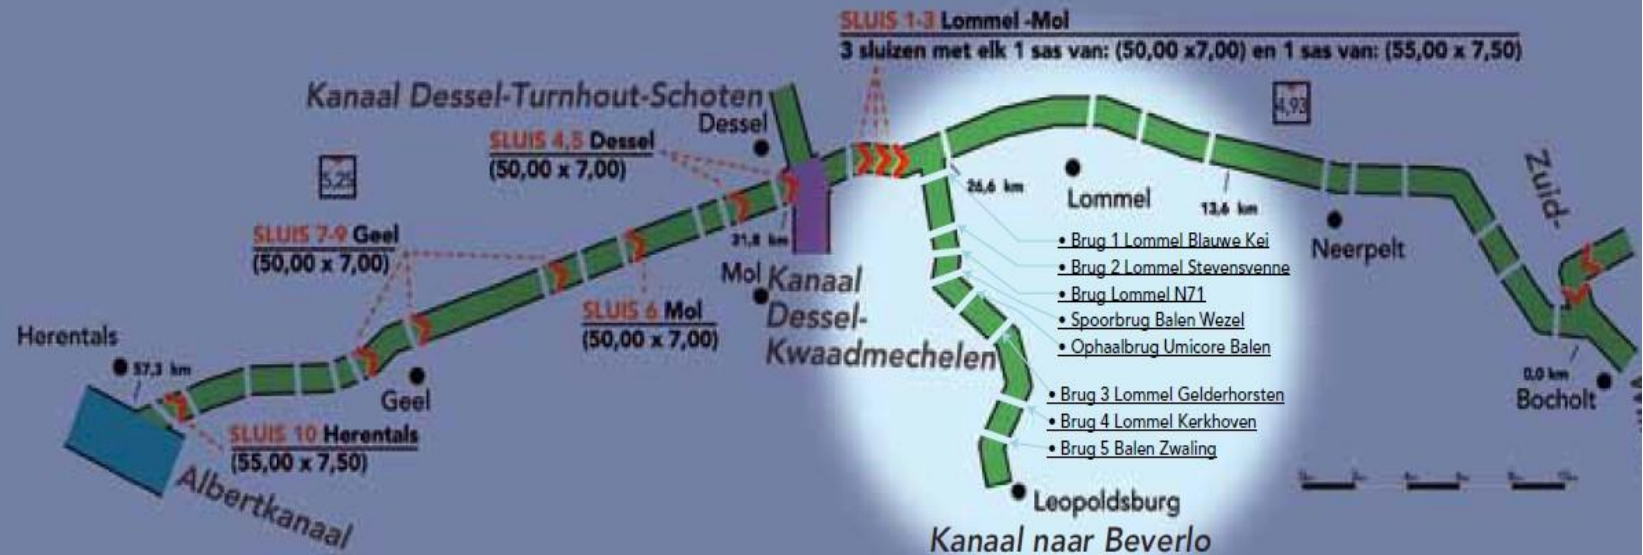 SLUIS 1-3 Lommel -Mol
3 sluizen met elk 1 sas van: (50,00 x7,00) en 1 sas van: (55,00 x 7,50)
Kanaal Dessel-Turnhout-Schoten
Dessel
SLUIS 4,5 Dessel
(50,00 x 7,00)
4,93
5,25
Zuid-
26,6 km
Lommel
13,6 km
Neerpelt
SLUIS 7-9 Geel
(50,00 x 7,00)
31,8 km
Mol
Kanaal
Dessel-
Kwaadmechelen
SLUIS 6 Mol
(50,00 x 7,00)
• Brug 1 Lommel Blauwe Kei
• Brug 2 Lommel Stevensvenne
• Brug Lommel N71
• Spoorbrug Balen Wezel
• Ophaalbrug Umicore Balen
• Brug 3 Lommel Gelderhorsten
• Brug 4 Lommel Kerkhoven
• Brug 5 Balen Zwaling
Herentals
57,3 km
Geel
0,0 km
Bocholt
SLUIS 10 Herentals
(55,00 x 7,50)
Albertkanaal
Leopoldsburg
Kanaal naar Beverlo